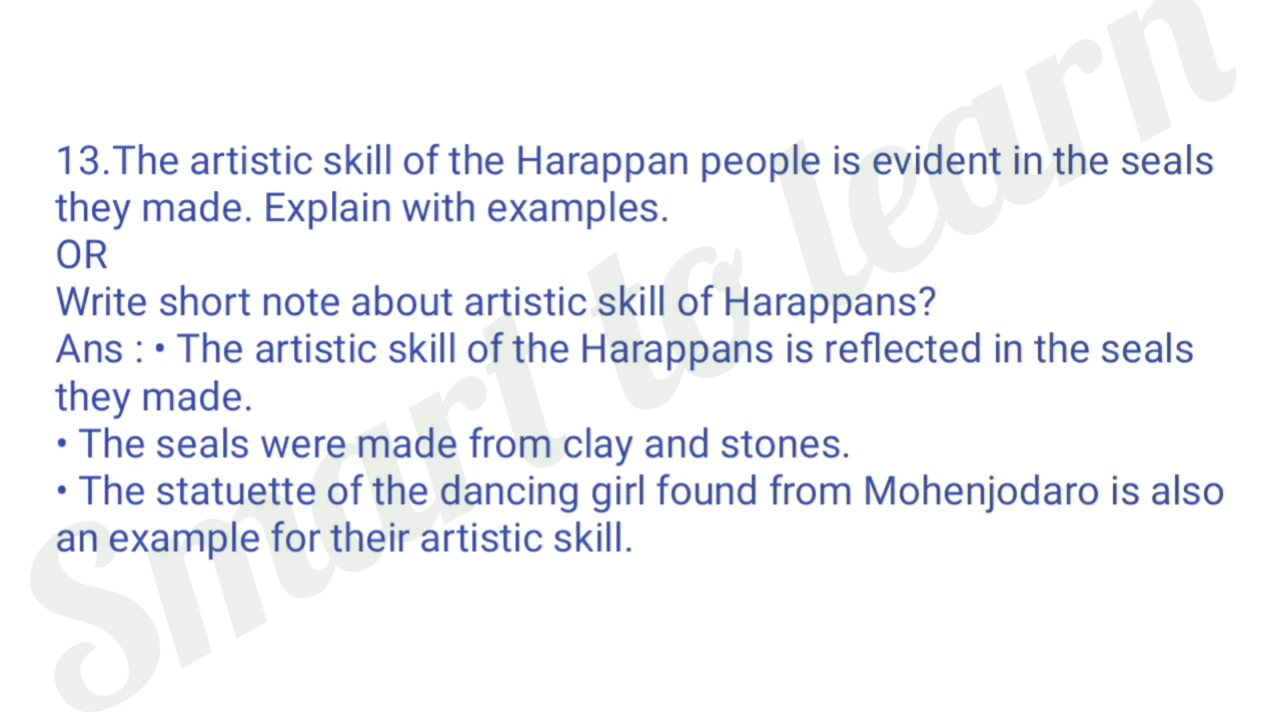 13.The artistic skill of the Harappan people is evident in the seals
they made. Explain with examples.
OR
Write short note about artistic skill of Harappans?
Ans : • The artistic skill of the Harappans is reflected in the seals
they made.
• The seals were made from clay and stones.
• The statuette of the dancing girl found from Mohenjodaro is also
an example for their artistic skill.
Smart to learn